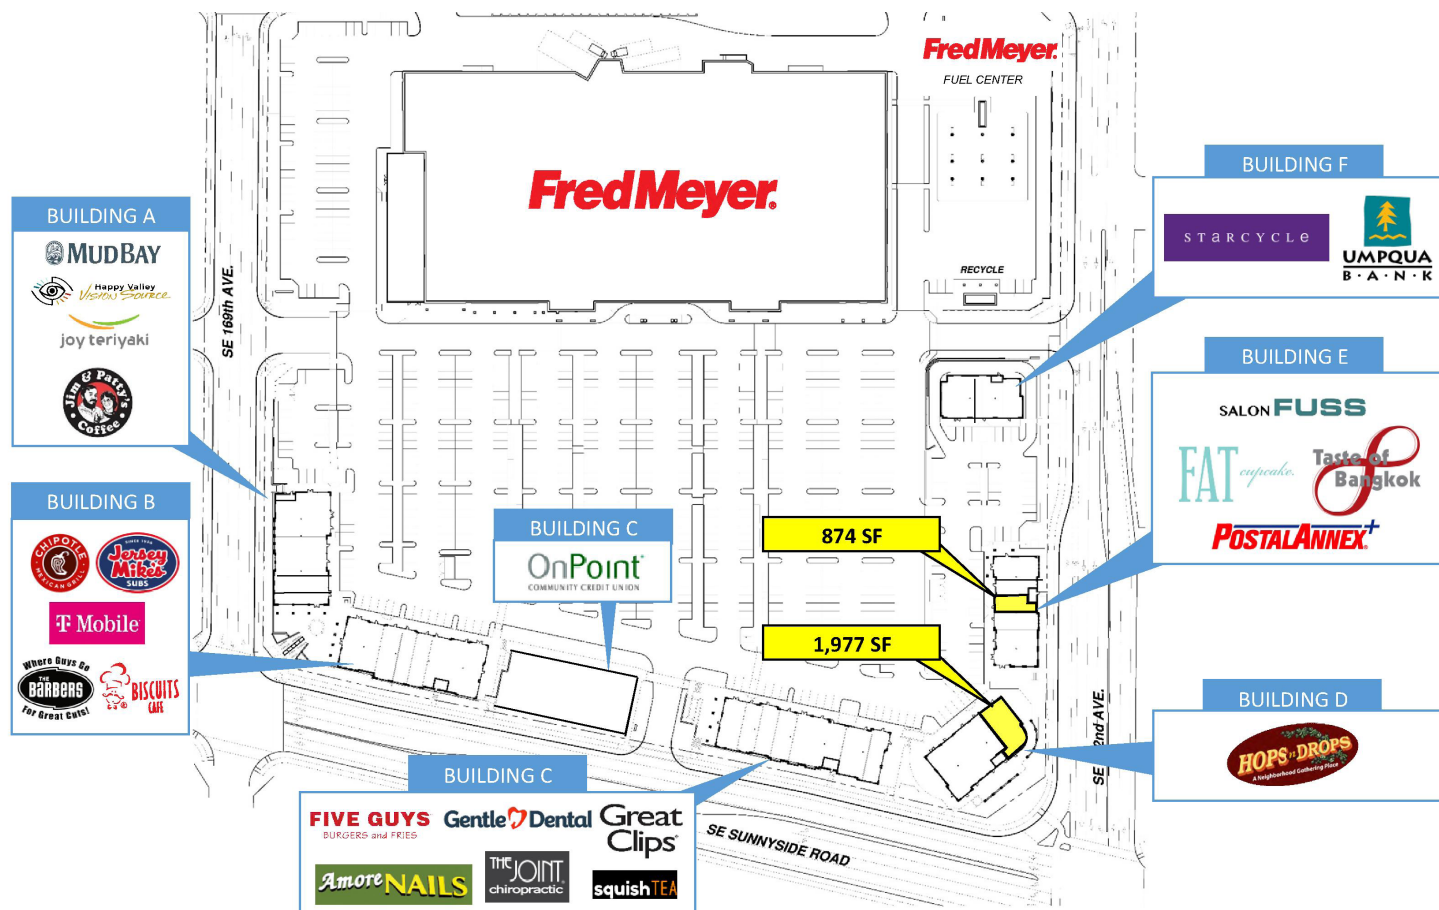 FredMeyer.
FUEL CENTER
FredMeyer®
RECYCLE
SE 169th AVE.
BUILDING A
MUDBAY
Happy Valley
Vision Source
joy teriyaki
Jim & Patty's
Coffee
BUILDING B
CHIPOTLE
MEXICAN GRILL
SINCE 1956
Jersey
Mike's
SUBS
T Mobile
Where Guys Go
THE
BARBERS
For Great Cuts!
BISCUITS
CAFE
BUILDING C
OnPoint
COMMUNITY CREDIT UNION
BUILDING C
FIVE GUYS
BURGERS and FRIES
Gentle Dental
Great
Clips
Amore NAILS
THE
JOINT
chiropractic
squishTEA
SE SUNNYSIDE ROAD
874 SF
1,977 SF
BUILDING F
STARCYCLe
UMPQUA
B·A·N·K
BUILDING E
SALON FUSS
FAT cupcake.
Taste of
Bangkok
POSTALANNEX+
SE 2nd AVE.
BUILDING D
HOPS n DROPS
A Neighborhood Gathering Place